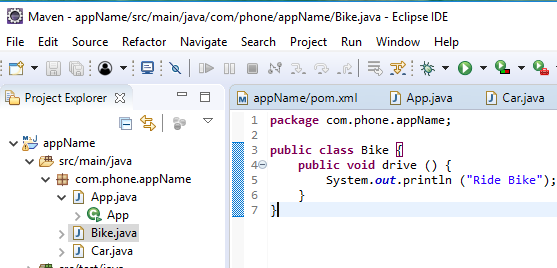 Maven - appName/src/main/java/com/phone/appName/Bike.java - Eclipse IDE
File Edit Source Refactor Navigate Search Project Run Window Help
Project Explorer
appName
src/main/java
com.phone.appName
App.java
App
Bike.java
Car.java
src/test/java
appName/pom.xml App.java Car.java
1 package com.phone.appName;
2
3 public class Bike {
4 public void drive () {
5 System.out.println ("Ride Bike");
6 }
7 }